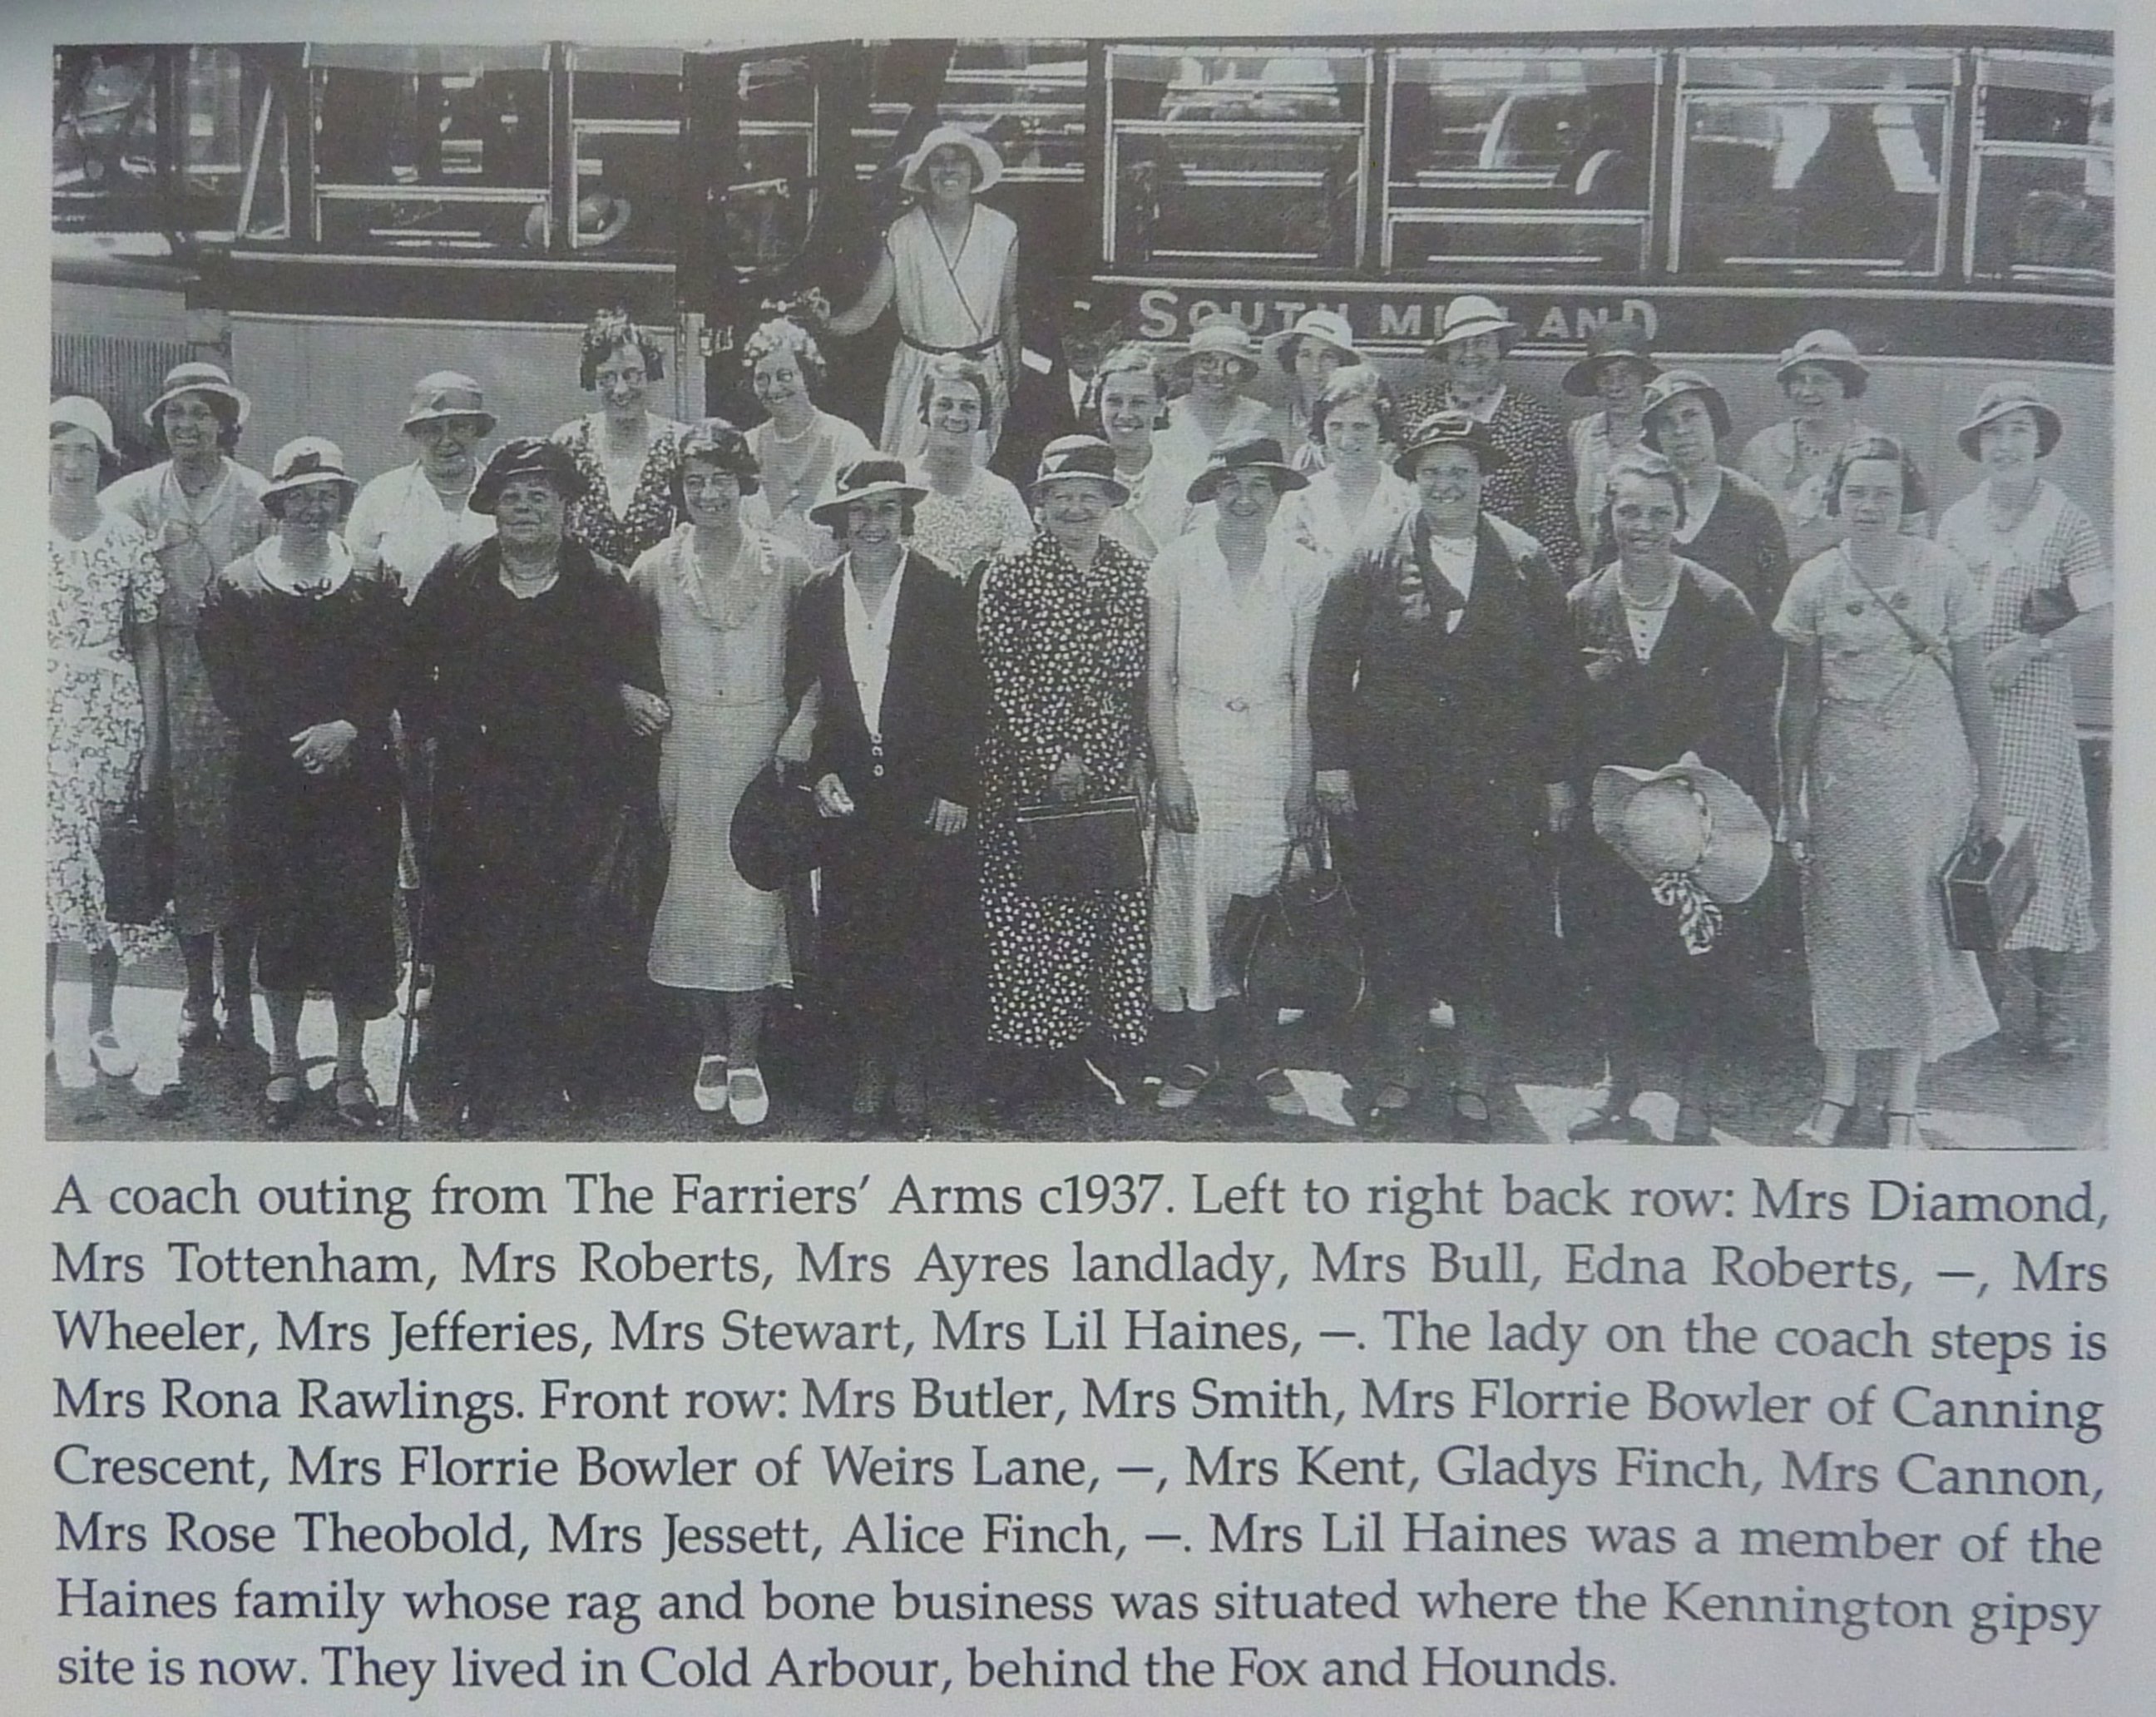 SOUTH MIDLAND
A coach outing from The Farriers' Arms c1937. Left to right back row: Mrs Diamond,
Mrs Tottenham, Mrs Roberts, Mrs Ayres landlady, Mrs Bull, Edna Roberts, –, Mrs
Wheeler, Mrs Jefferies, Mrs Stewart, Mrs Lil Haines, –. The lady on the coach steps is
Mrs Rona Rawlings. Front row: Mrs Butler, Mrs Smith, Mrs Florrie Bowler of Canning
Crescent, Mrs Florrie Bowler of Weirs Lane, –, Mrs Kent, Gladys Finch, Mrs Cannon,
Mrs Rose Theobold, Mrs Jessett, Alice Finch, –. Mrs Lil Haines was a member of the
Haines family whose rag and bone business was situated where the Kennington gipsy
site is now. They lived in Cold Arbour, behind the Fox and Hounds.